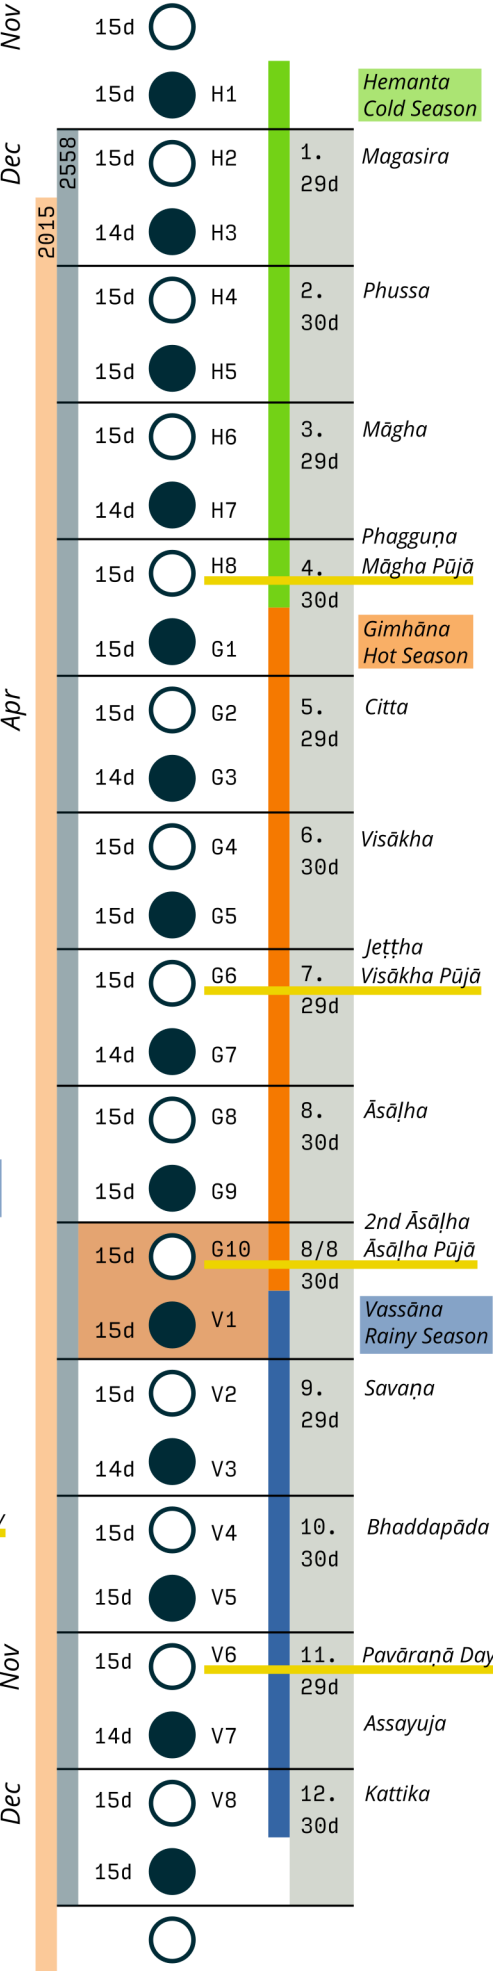 Nov
15d
15d H1
Hemanta
Cold Season
Dec
2558
15d H2 1.
29d
Magasira
2015
14d H3
15d H4 2.
30d
Phussa
15d H5
15d H6 3.
29d
Māgha
14d H7
Phagguṇa
15d H8 4.
30d
Māgha Pūjā
15d G1
Gimhāna
Hot Season
Apr
15d G2 5.
29d
Citta
14d G3
15d G4 6.
30d
Visākha
15d G5
Jeṭṭha
15d G6 7.
29d
Visākha Pūjā
14d G7
15d G8 8.
30d
Āsāḷha
15d G9
2nd Āsāḷha
15d G10 8/8
30d
Āsāḷha Pūjā
15d V1
Vassāna
Rainy Season
15d V2 9.
29d
Savaṇa
14d V3
15d V4 10.
30d
Bhaddapāda
15d V5
Nov
15d V6 11.
29d
Pavāraṇā Day
14d V7
Assayuja
Dec
15d V8 12.
30d
Kattika
15d